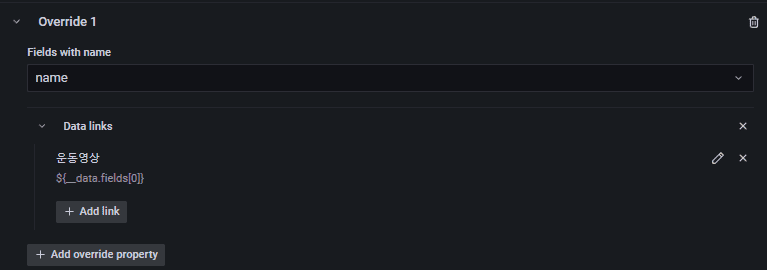 Override 1
Fields with name
name
Data links
운동영상
${__data.fields[0]}
+ Add link
+ Add override property